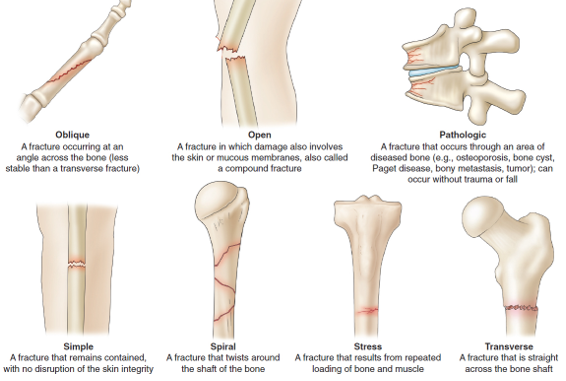 Oblique
A fracture occurring at an
angle across the bone (less
stable than a transverse fracture)
Open
A fracture in which damage also involves
the skin or mucous membranes, also called
a compound fracture
Pathologic
A fracture that occurs through an area of
diseased bone (e.g., osteoporosis, bone cyst,
Paget disease, bony metastasis, tumor); can
occur without trauma or fall
Simple
A fracture that remains contained,
with no disruption of the skin integrity
Spiral
A fracture that twists around
the shaft of the bone
Stress
A fracture that results from repeated
loading of bone and muscle
Transverse
A fracture that is straight
across the bone shaft